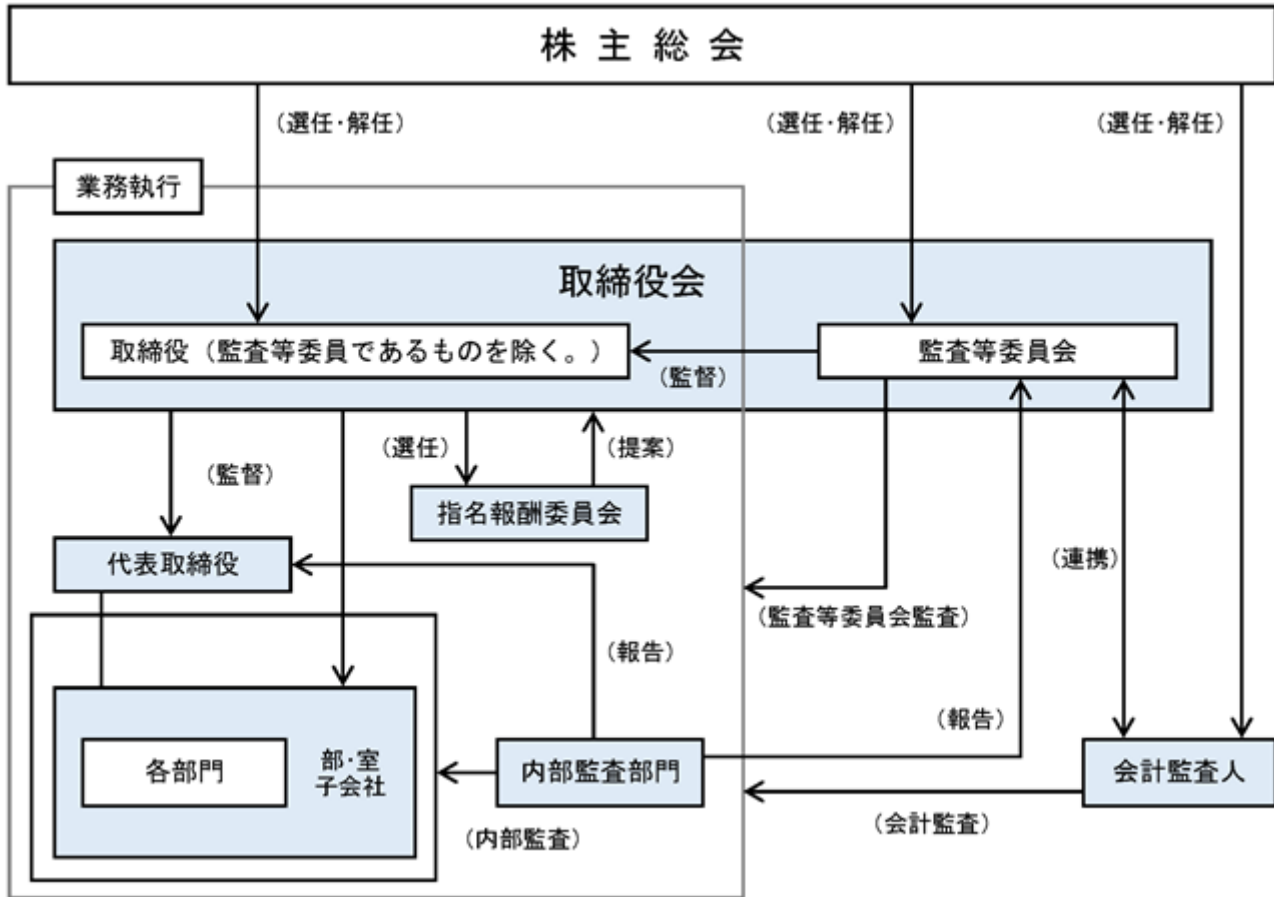 株主総会
（選任・解任）
（選任・解任）
（選任・解任）
業務執行
取締役会
取締役（監査等委員であるものを除く。）
監査等委員会
（監督）
（監督）
（選任）
（提案）
指名報酬委員会
代表取締役
（連携）
（監査等委員会監査）
（報告）
（報告）
各部門
部・室
子会社
内部監査部門
会計監査人
（内部監査）
（会計監査）